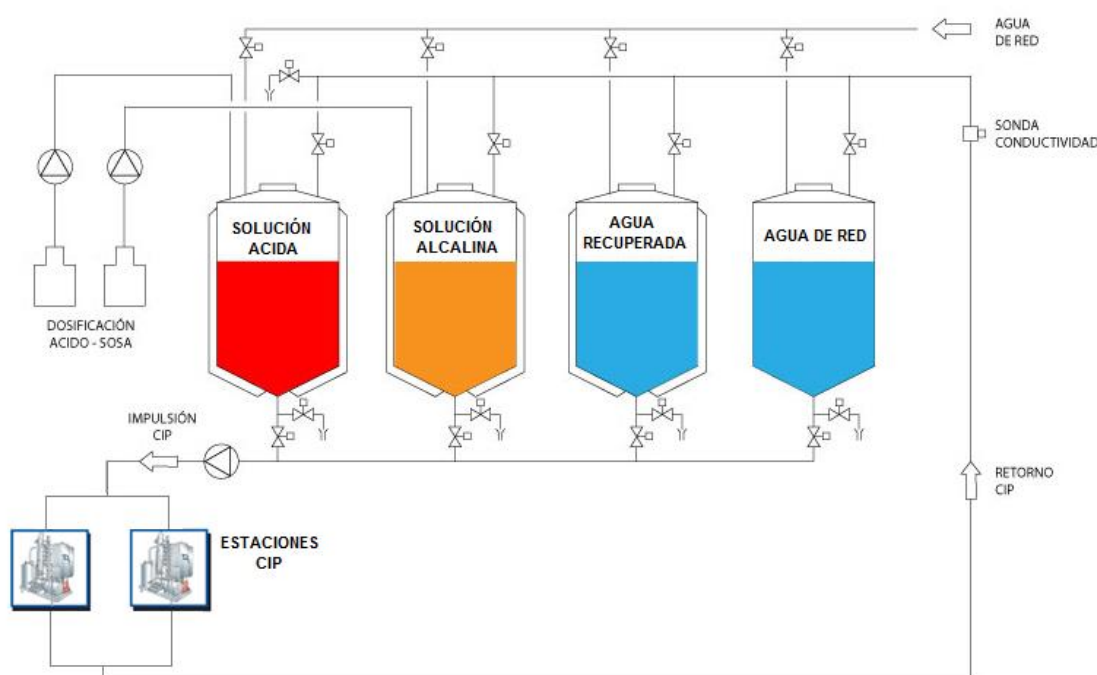 AGUA
DE RED
SONDA
CONDUCTIVIDAD
SOLUCIÓN
ACIDA
SOLUCIÓN
ALCALINA
AGUA
RECUPERADA
AGUA DE RED
DOSIFICACIÓN
ACIDO - SOSA
IMPULSIÓN
CIP
RETORNO
CIP
ESTACIONES
CIP